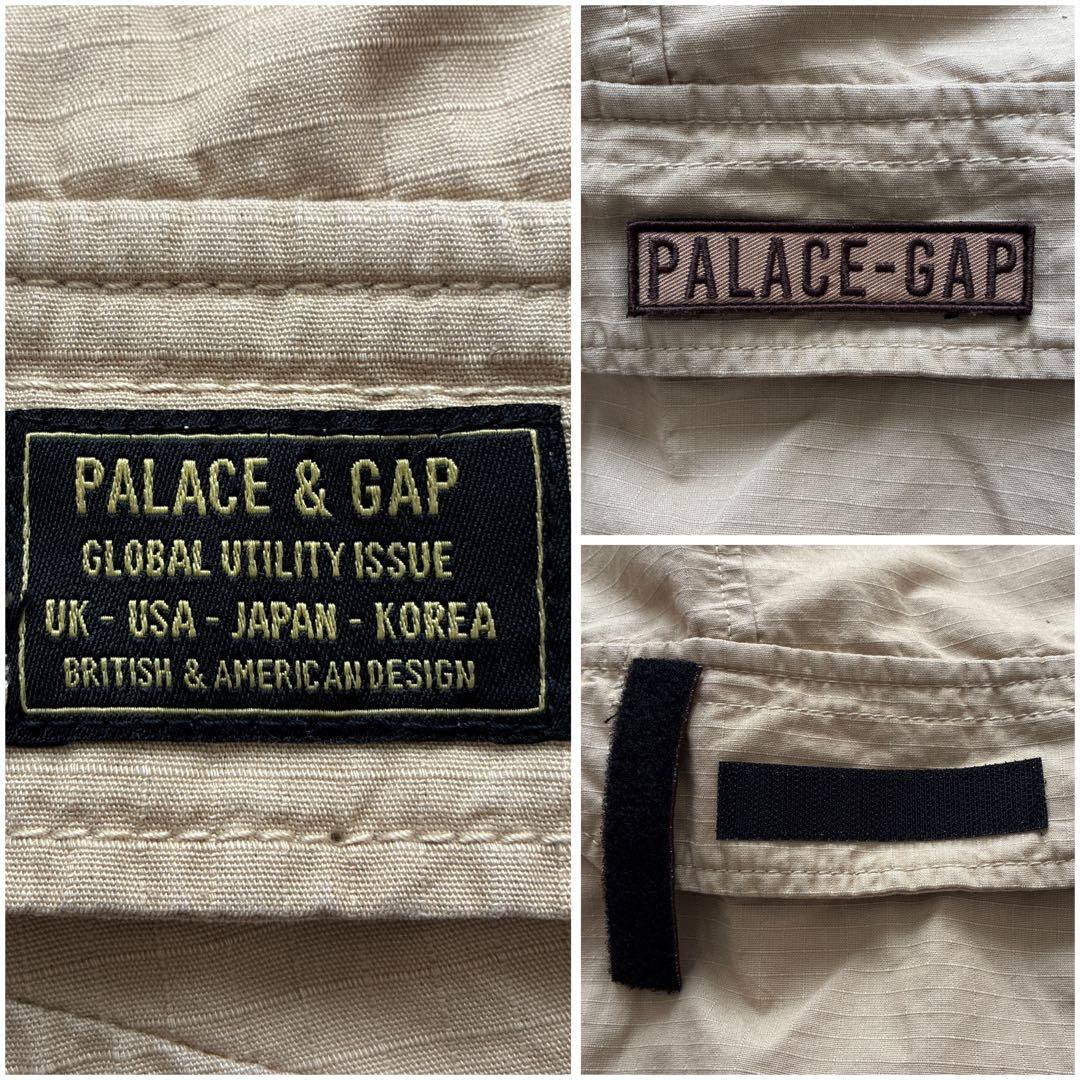 PALACE & GAP
GLOBAL UTILITY ISSUE
UK - USA - JAPAN - KOREA
BRITISH & AMERICAN DESIGN
PALACE-GAP